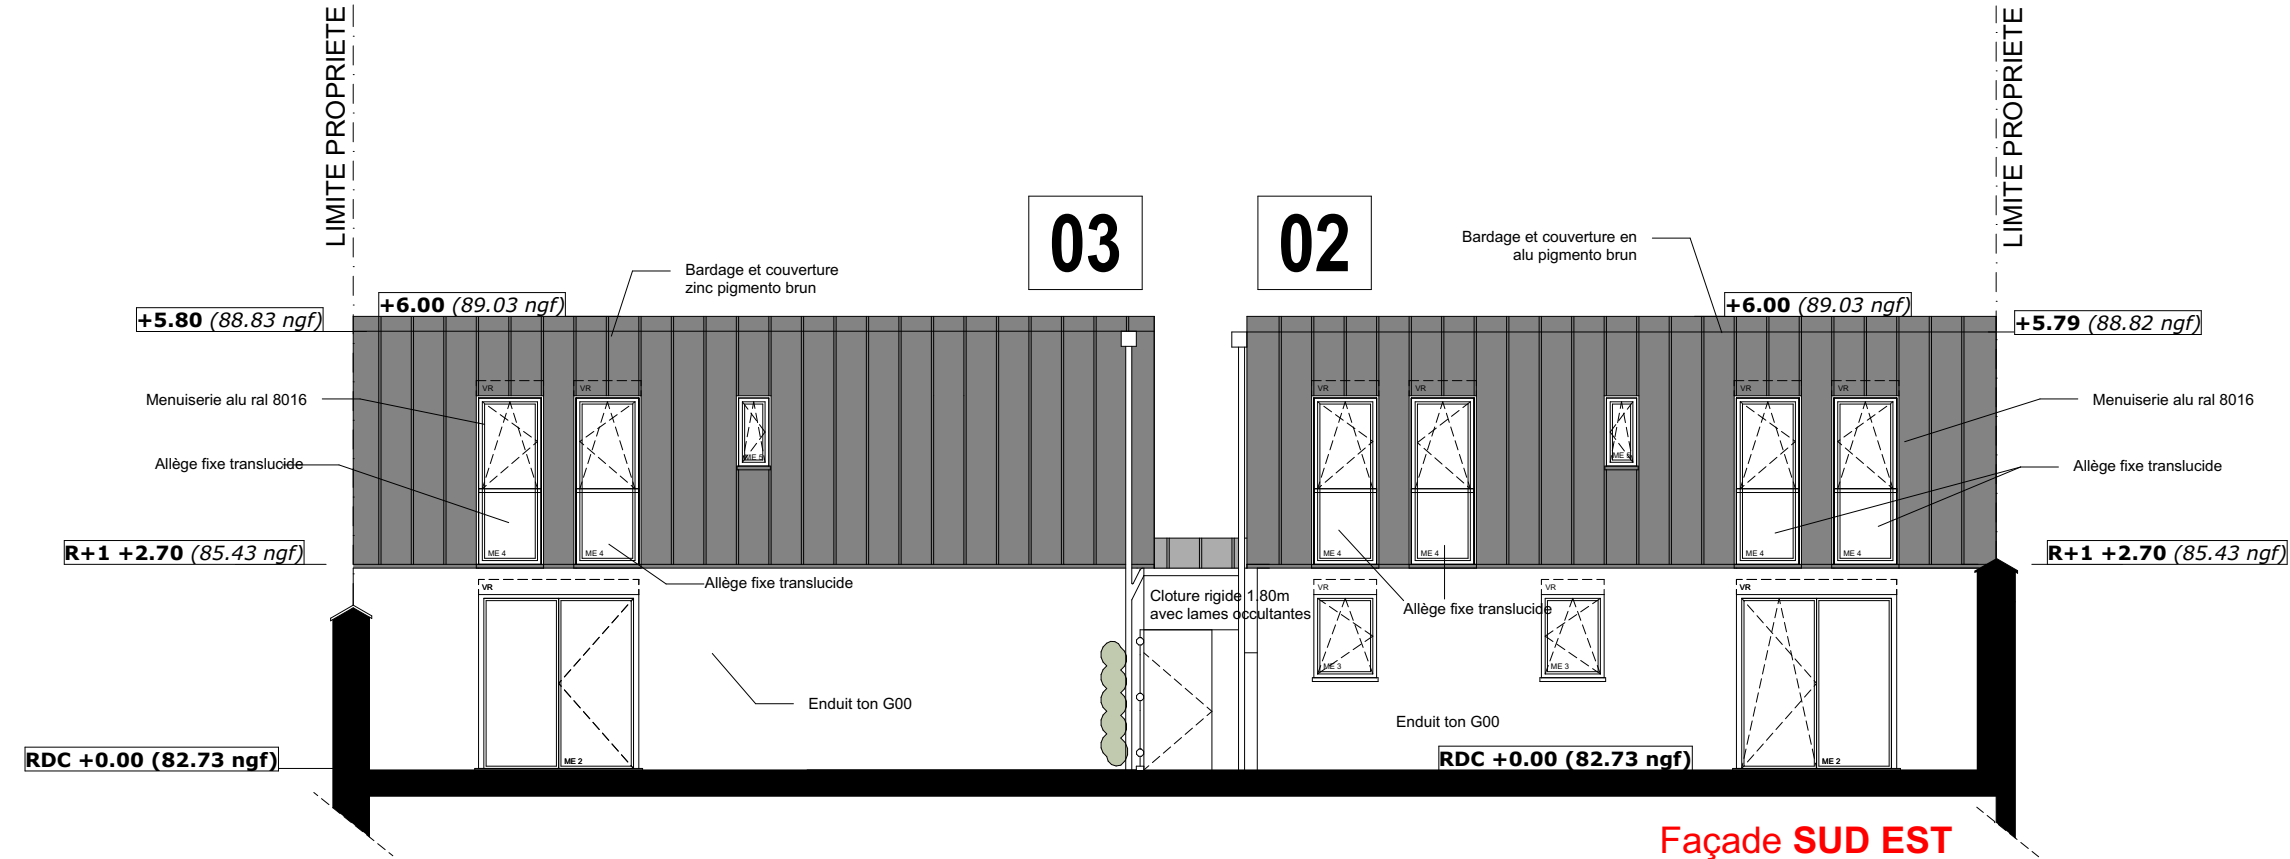 LIMITE PROPRIETE
LIMITE PROPRIETE
03
02
Bardage et couverture en
alu pigmento brun
Bardage et couverture
zinc pigmento brun
+6.00 (89.03 ngf)
+6.00 (89.03 ngf)
+5.80 (88.83 ngf)
+5.79 (88.82 ngf)
VR
VR
VR
VR
VR
VR
Menuiserie alu ral 8016
Menuiserie alu ral 8016
ME 5
ME 5
Allège fixe translucide
Allège fixe translucide
R+1 +2.70 (85.43 ngf)
ME 4
ME 4
ME 4
ME 4
ME 4
ME 4
R+1 +2.70 (85.43 ngf)
Allège fixe translucide
VR
VR
VR
VR
Cloture rigide 1.80m
avec lames occultantes
Allège fixe translucide
ME 3
ME 3
Enduit ton G00
Enduit ton G00
RDC +0.00 (82.73 ngf)
ME 2
RDC +0.00 (82.73 ngf)
ME 2
Façade SUD EST